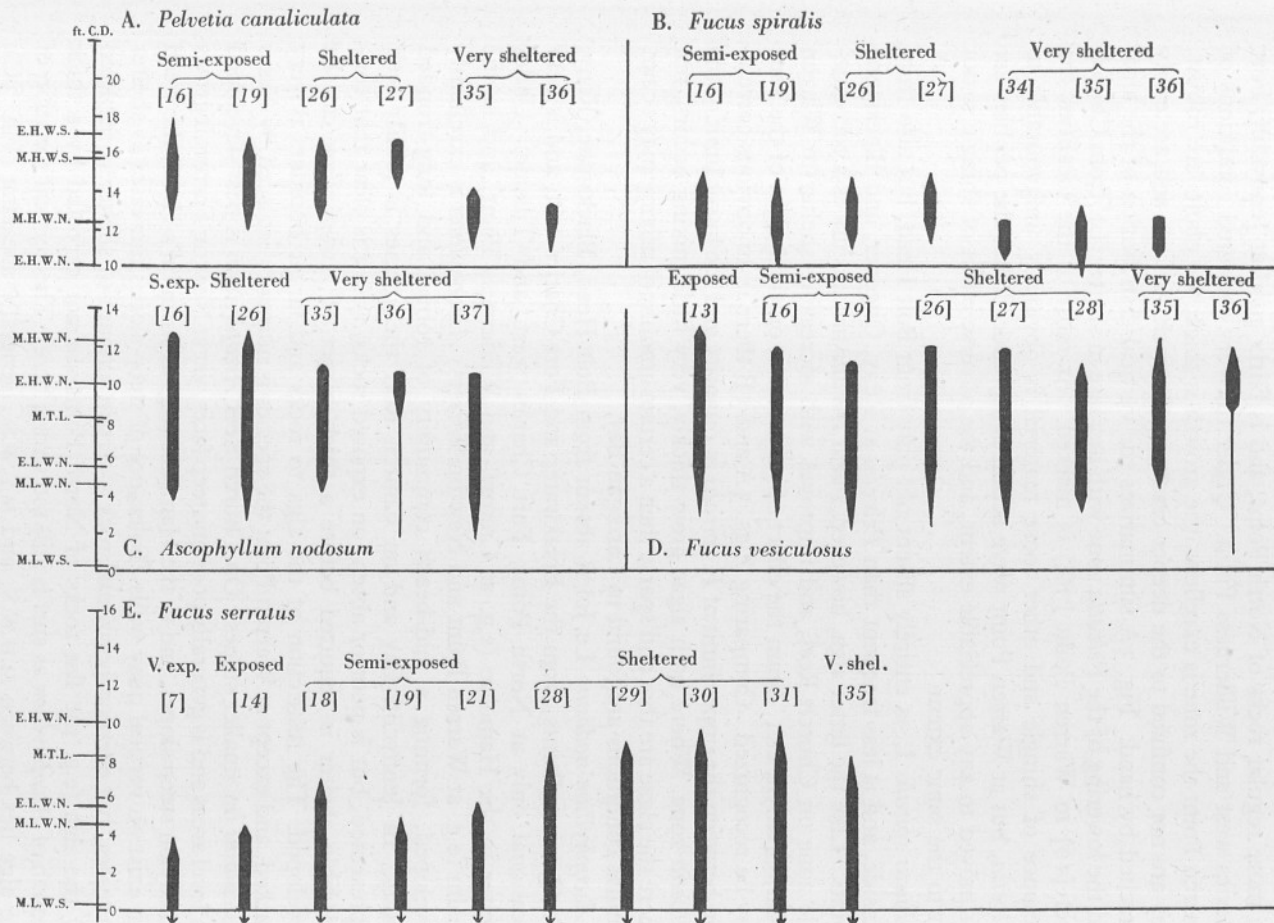 A. Pelvetia canaliculata
B. Fucus spiralis
ft. C.D.
Semi-exposed Sheltered Very sheltered
Semi-exposed Sheltered Very sheltered
[16] [19] [26] [27] [35] [36]
[16] [19] [26] [27] [34] [35] [36]
20
18
E.H.W.S.
M.H.W.S.
16
14
M.H.W.N.
12
E.H.W.N.
10
S.exp. Sheltered Very sheltered
Exposed Semi-exposed Sheltered Very sheltered
[16] [26] [35] [36] [37]
[13] [16] [19] [26] [27] [28] [35] [36]
14
M.H.W.N.
12
E.H.W.N.
10
M.T.L.
8
E.L.W.N.
6
M.L.W.N.
4
2
C. Ascophyllum nodosum
D. Fucus vesiculosus
M.L.W.S.
0
16
E. Fucus serratus
14
V. exp. Exposed Semi-exposed Sheltered V. shel.
12
[7] [14] [18] [19] [21] [28] [29] [30] [31] [35]
E.H.W.N.
10
M.T.L.
8
E.L.W.N.
6
M.L.W.N.
4
2
M.L.W.S.
0